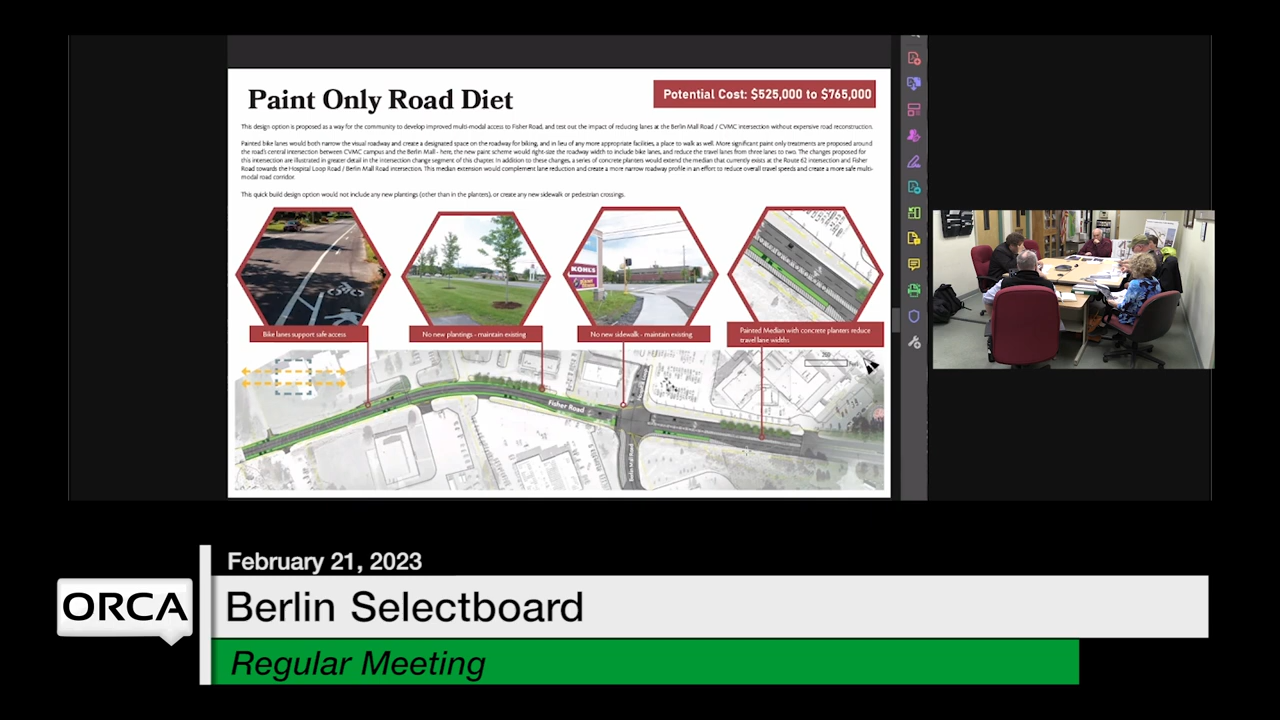 Paint Only Road Diet
Potential Cost: $525,000 to $765,000
This design option is proposed as a way for the community to develop improved multi-modal access to Fisher Road, and test out the impact of reducing lanes at the Berlin Mall Road / CVMC intersection without expensive road reconstruction.
Painted bike lanes would both narrow the visual roadway and create a designated space on the roadway for biking, and in lieu of any more appropriate facilities, a place to walk as well. More significant paint only treatments are proposed around
the road's central intersection between CVMC campus and the Berlin Mall - here, the new paint scheme would right-size the roadway width to include bike lanes, and reduce the travel lanes from three lanes to two. The changes proposed for
this intersection are illustrated in greater detail in the intersection change segment of this chapter. In addition to these changes, a series of concrete planters would extend the median that currently exists at the Route 62 intersection and Fisher
Road towards the Hospital Loop Road / Berlin Mall Road intersection. This median extension would complement lane reduction and create a more narrow roadway profile in an effort to reduce overall travel speeds and create a more safe multi-
modal road corridor.
This quick build design option would not include any new plantings (other than in the planters), or create any new sidewalk or pedestrian crossings.
KOHL'S
Bike lanes support safe access
No new plantings - maintain existing
No new sidewalk - maintain existing
Painted Median with concrete planters reduce
travel lane widths
Fisher Road
Berlin Mall Road
February 21, 2023
ORCA
Berlin Selectboard
Regular Meeting